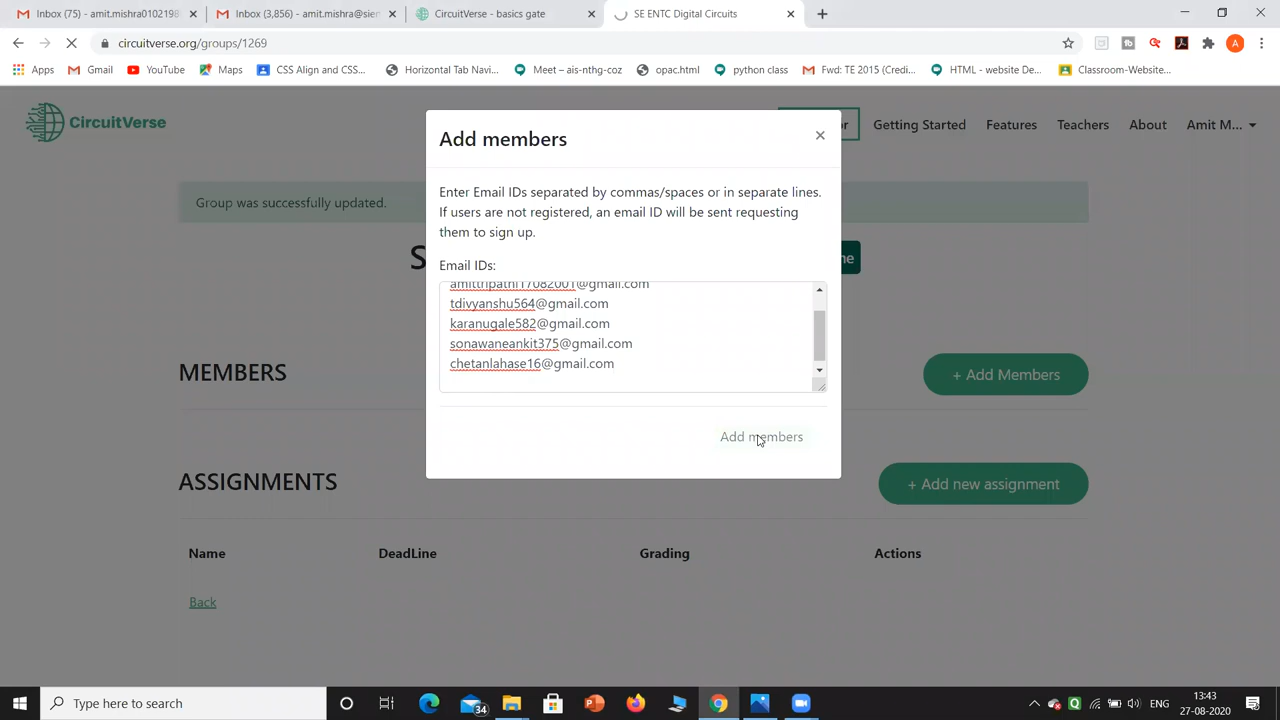 Inbox (75) - amit.mishra0102198
Inbox (3,856) - amit.mishra@sien
CircuitVerse - basics gate
SE ENTC Digital Circuits
circuitverse.org/groups/1269
Apps
Gmail
YouTube
Maps
CSS Align and CSS...
Horizontal Tab Navi...
Meet – ais-nthg-coz
opac.html
python class
Fwd: TE 2015 (Credi...
HTML - website De...
Classroom-Website...
CircuitVerse
Getting Started
Features
Teachers
About
Amit M...
Add members
Group was successfully updated.
Enter Email IDs separated by commas/spaces or in separate lines.
If users are not registered, an email ID will be sent requesting
them to sign up.
Email IDs:
amittripathi17082001@gmail.com
tdivyanshu564@gmail.com
karanugale582@gmail.com
sonawaneankit375@gmail.com
chetanlahase16@gmail.com
MEMBERS
+ Add Members
Add members
ASSIGNMENTS
+ Add new assignment
Name
DeadLine
Grading
Actions
Back
Type here to search
34
ENG
13:43
27-08-2020